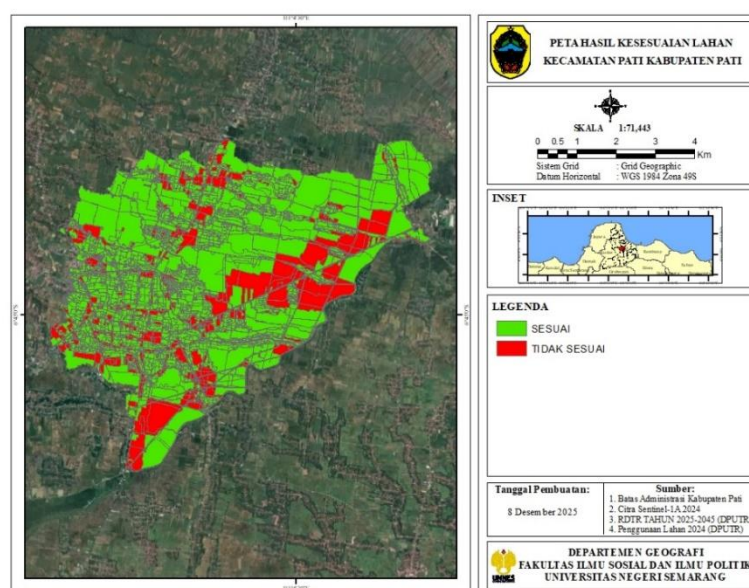 PETA HASIL KESESUAIAN LAHAN
KECAMATAN PATI KABUPATEN PATI
SKALA 1:71,443
0 0.5 1 2 3 4
Km
Sistem Grid : Grid Geographic
Datum Horizontal : WGS 1984 Zona 49S
INSET
LEGENDA
SESUAI
TIDAK SESUAI
Tanggal Pembuatan:
8 Desember 2025
Sumber:
1. Batas Administrasi Kabupaten Pati
2. Citra Sentinel-1A 2024
3. RDTR TAHUN 2025-2045 (DPUTR)
4. Penggunaan Lahan 2024 (DPUTR)
UNNES
DEPARTEMEN GEOGRAFI
FAKULTAS ILMU SOSIAL DAN ILMU POLITIK
UNIVERSITAS NEGERI SEMARANG